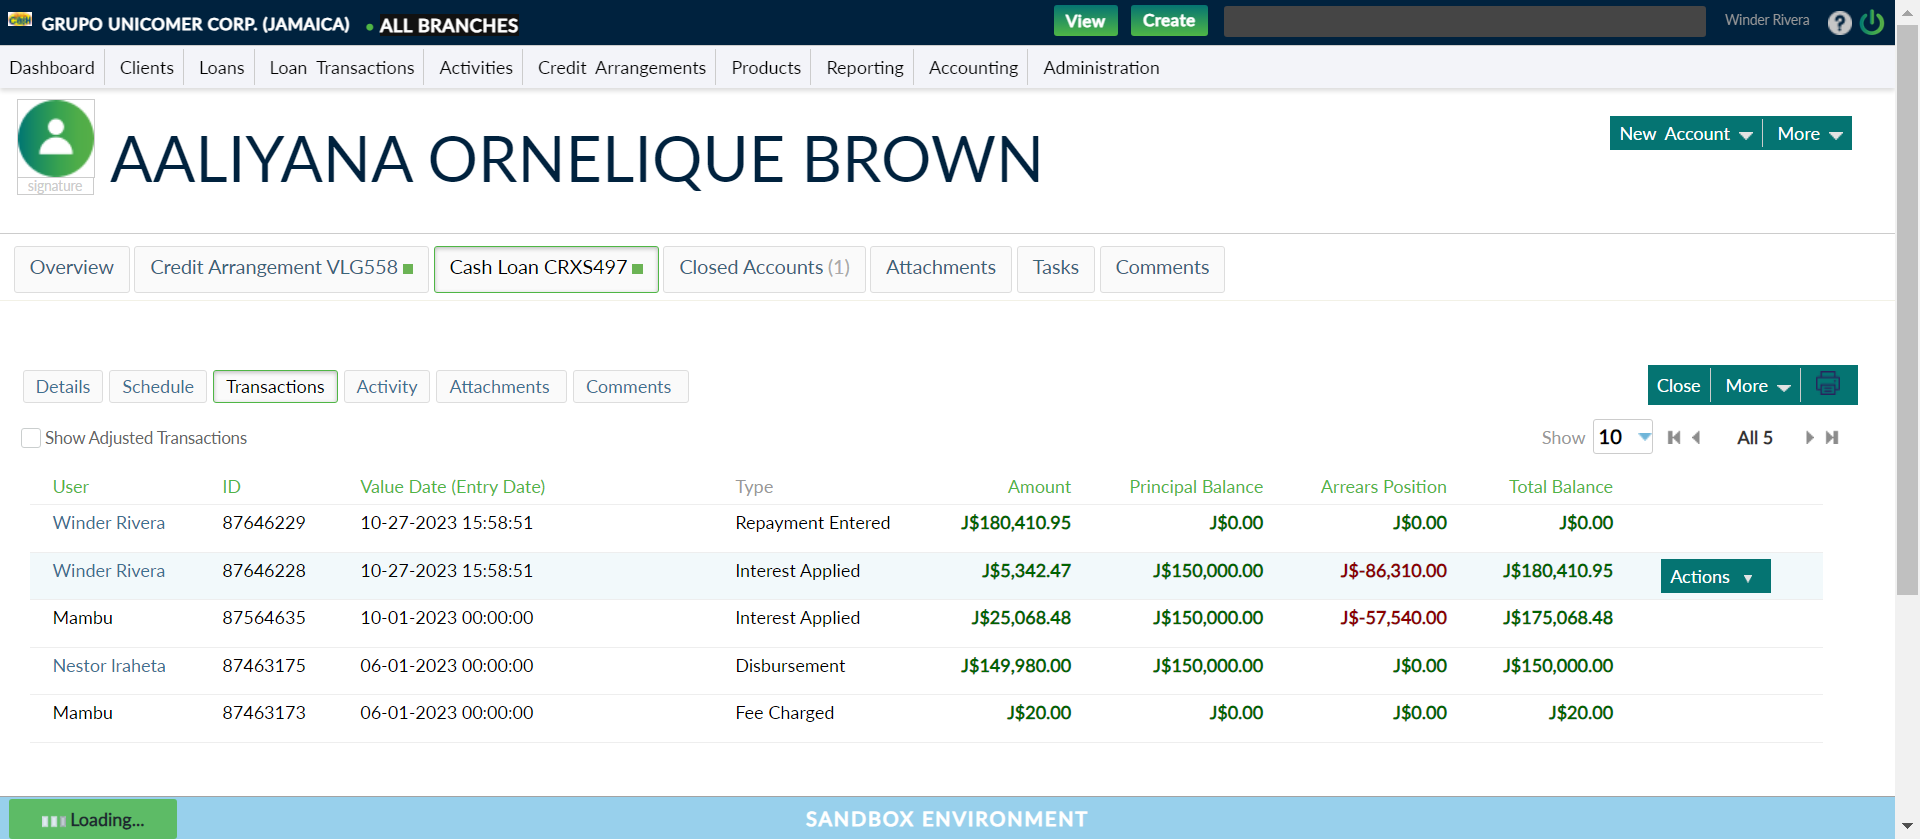 Cash GRUPO UNICOMER CORP. (JAMAICA) ALL BRANCHES View Create Winder Rivera ?
Dashboard Clients Loans Loan Transactions Activities Credit Arrangements Products Reporting Accounting Administration
signature
AALIYANA ORNELIQUE BROWN
New Account More
Overview Credit Arrangement VLG558 Cash Loan CRXS497 Closed Accounts (1) Attachments Tasks Comments
Details Schedule Transactions Activity Attachments Comments Close More
Show Adjusted Transactions Show 10 All 5
User ID Value Date (Entry Date) Type Amount Principal Balance Arrears Position Total Balance
Winder Rivera 87646229 10-27-2023 15:58:51 Repayment Entered J$180,410.95 J$0.00 J$0.00 J$0.00
Winder Rivera 87646228 10-27-2023 15:58:51 Interest Applied J$5,342.47 J$150,000.00 J$-86,310.00 J$180,410.95 Actions
Mambu 87564635 10-01-2023 00:00:00 Interest Applied J$25,068.48 J$150,000.00 J$-57,540.00 J$175,068.48
Nestor Iraheta 87463175 06-01-2023 00:00:00 Disbursement J$149,980.00 J$150,000.00 J$0.00 J$150,000.00
Mambu 87463173 06-01-2023 00:00:00 Fee Charged J$20.00 J$0.00 J$0.00 J$20.00
Loading... SANDBOX ENVIRONMENT